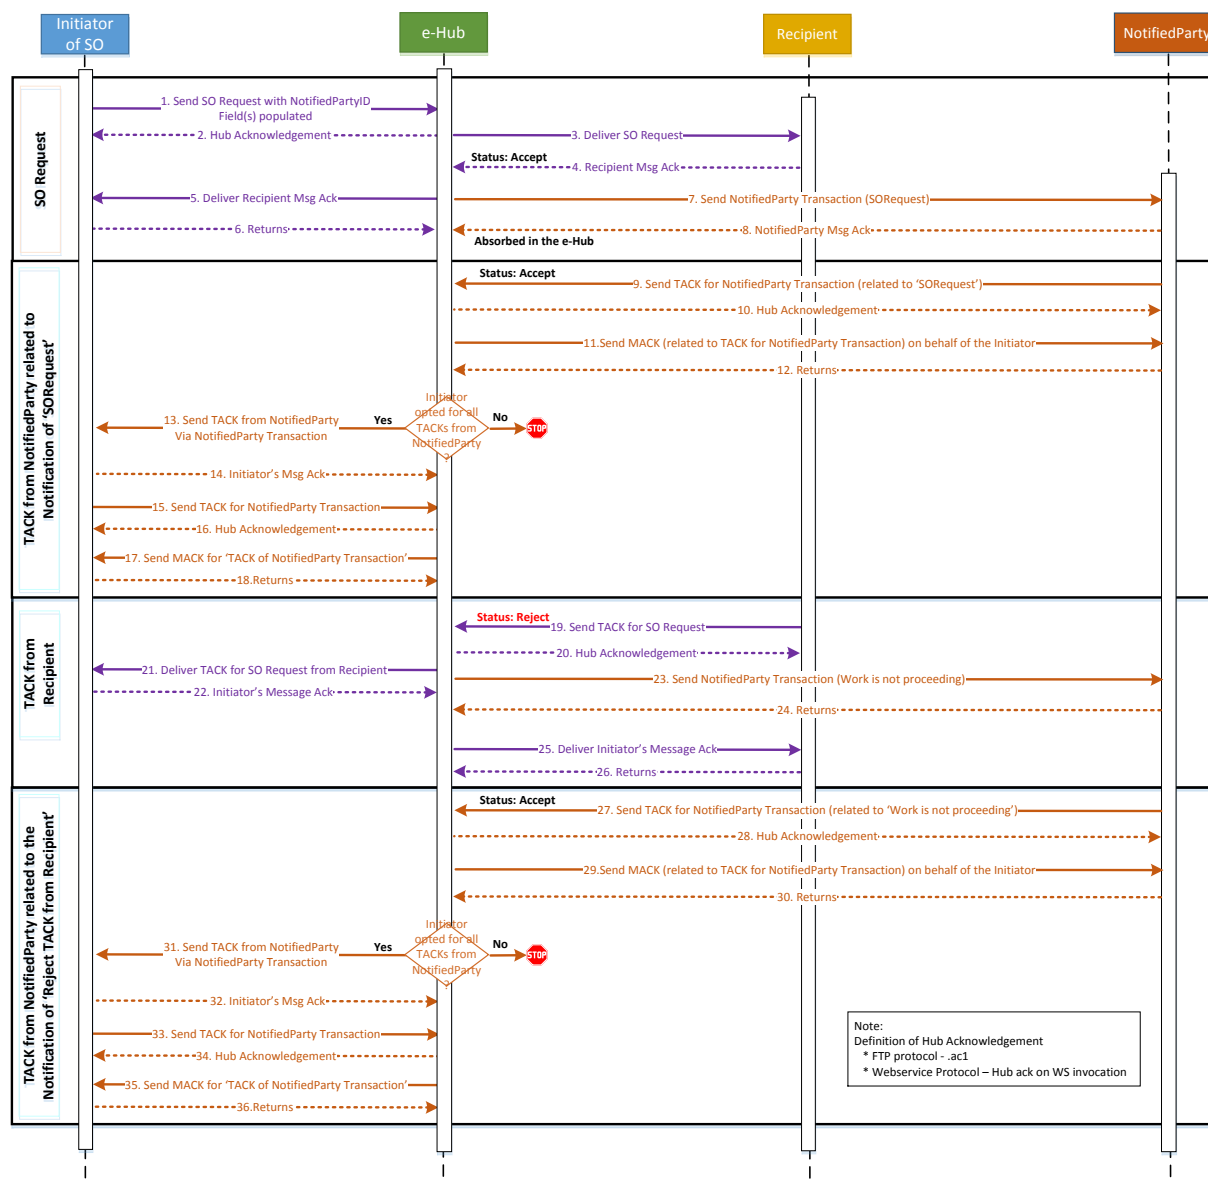 Initiator
of SO
e-Hub
Recipient
NotifiedParty
SO Request
1. Send SO Request with NotifiedPartyID
Field(s) populated
2. Hub Acknowledgement
3. Deliver SO Request
Status: Accept
4. Recipient Msg Ack
5. Deliver Recipient Msg Ack
7. Send NotifiedParty Transaction (SORequest)
6. Returns
8. NotifiedParty Msg Ack
Absorbed in the e-Hub
TACK from NotifiedParty related to
Notification of ‘SORequest’
Status: Accept
9. Send TACK for NotifiedParty Transaction (related to ‘SORequest’)
10. Hub Acknowledgement
11.Send MACK (related to TACK for NotifiedParty Transaction) on behalf of the Initiator
12. Returns
Initiator
opted for all
TACKs from
NotifiedParty
?
Yes
No
STOP
13. Send TACK from NotifiedParty
Via NotifiedParty Transaction
14. Initiator’s Msg Ack
15. Send TACK for NotifiedParty Transaction
16. Hub Acknowledgement
17. Send MACK for ‘TACK of NotifiedParty Transaction’
18.Returns
TACK from
Recipient
Status: Reject
19. Send TACK for SO Request
20. Hub Acknowledgement
21. Deliver TACK for SO Request from Recipient
23. Send NotifiedParty Transaction (Work is not proceeding)
22. Initiator’s Message Ack
24. Returns
25. Deliver Initiator’s Message Ack
26. Returns
TACK from NotifiedParty related to the
Notification of ‘Reject TACK from Recipient’
Status: Accept
27. Send TACK for NotifiedParty Transaction (related to ‘Work is not proceeding’)
28. Hub Acknowledgement
29.Send MACK (related to TACK for NotifiedParty Transaction) on behalf of the Initiator
30. Returns
Initiator
opted for all
TACKs from
NotifiedParty
?
Yes
No
STOP
31. Send TACK from NotifiedParty
Via NotifiedParty Transaction
32. Initiator’s Msg Ack
33. Send TACK for NotifiedParty Transaction
34. Hub Acknowledgement
35. Send MACK for ‘TACK of NotifiedParty Transaction’
36.Returns
Note:
Definition of Hub Acknowledgement
* FTP protocol - .ac1
* Webservice Protocol – Hub ack on WS invocation